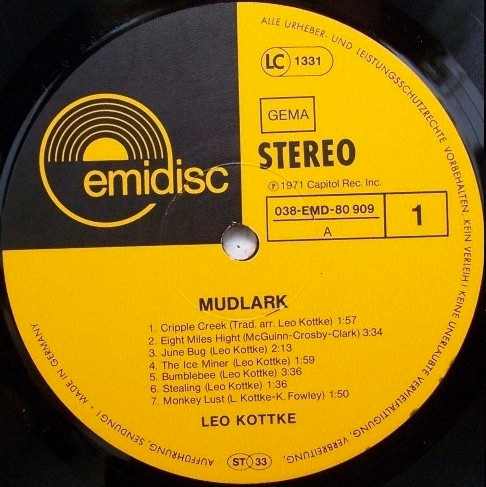 ALLE URHEBER- UND LEISTUNGSSCHUTZRECHTE VORBEHALTEN. KEIN VERLEIH! KEINE UNERLAUBTE VERVIELFÄLTIGUNG, VERMIETUNG, AUFFÜHRUNG, SENDUNG! • MADE IN GERMANY
LC 1331
GEMA
STEREO
emidisc
℗ 1971 Capitol Rec. Inc.
038-EMD-80 909
A
1
MUDLARK
1. Cripple Creek (Trad. arr. Leo Kottke) 1:57
2. Eight Miles Hight (McGuinn-Crosby-Clark) 3:34
3. June Bug (Leo Kottke) 2:13
4. The Ice Miner (Leo Kottke) 1:59
5. Bumblebee (Leo Kottke) 3:36
6. Stealing (Leo Kottke) 1:36
7. Monkey Lust (L. Kottke-K. Fowley) 1:50
LEO KOTTKE
ST 33